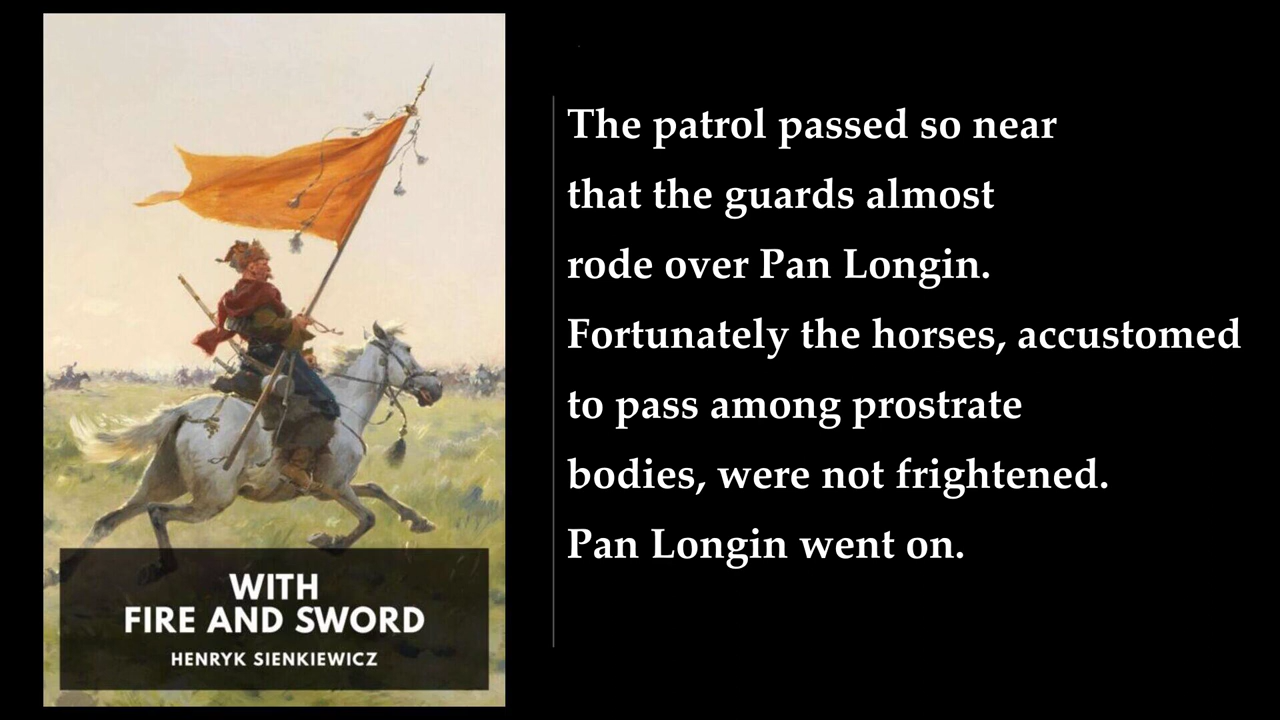 WITH
FIRE AND SWORD
HENRYK SIENKIEWICZ
The patrol passed so near
that the guards almost
rode over Pan Longin.
Fortunately the horses, accustomed
to pass among prostrate
bodies, were not frightened.
Pan Longin went on.